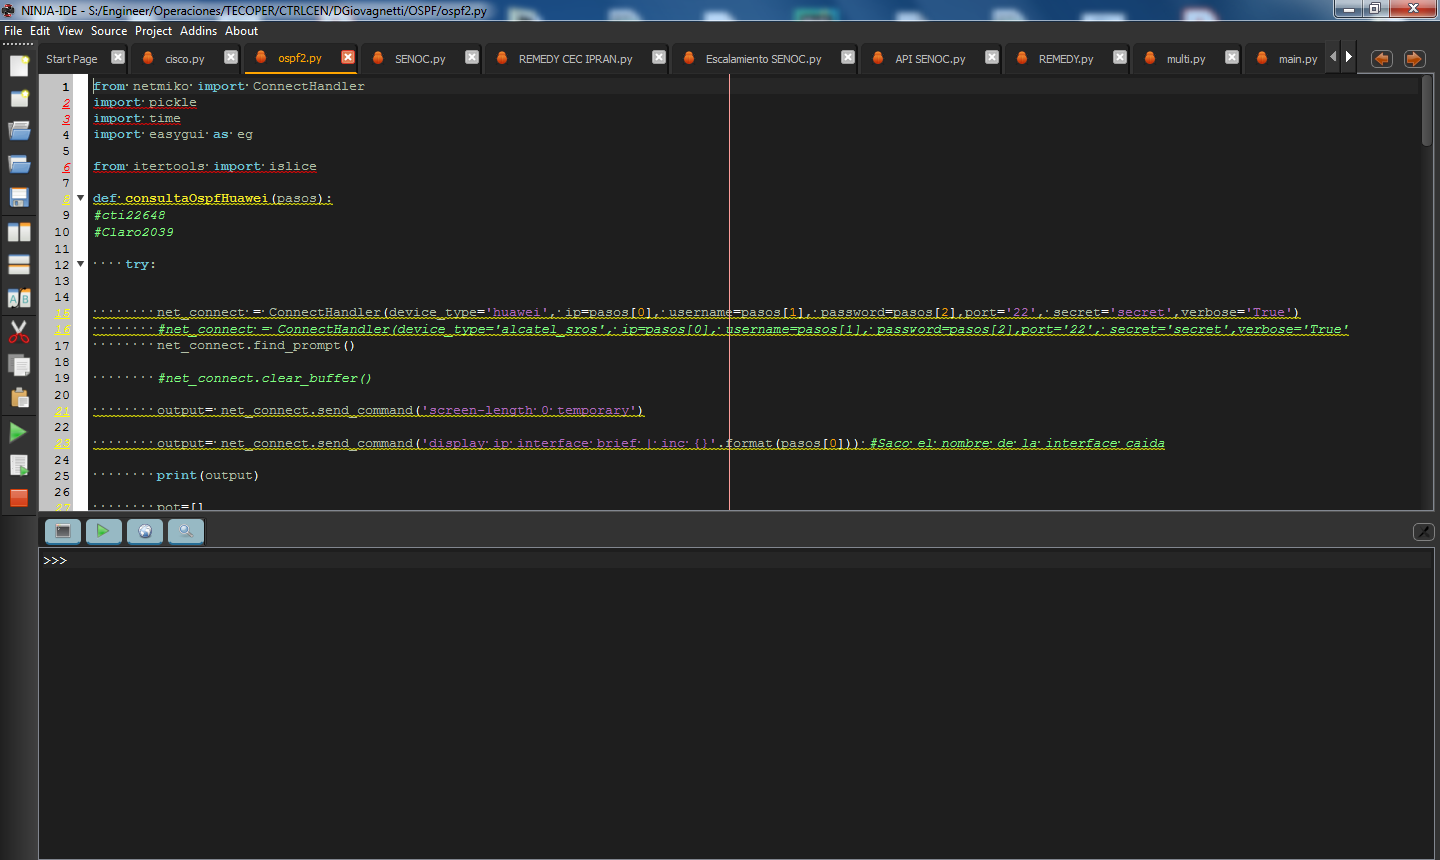 NINJA-IDE - S:/Engineer/Operaciones/TECOPER/CTRLCEN/DGiovagnetti/OSPF/ospf2.py
File Edit View Source Project Addins About
Start Page cisco.py ospf2.py SENOC.py REMEDY CEC IPRAN.py Escalamiento SENOC.py API SENOC.py REMEDY.py multi.py main.py
1 from netmiko import ConnectHandler
2 import pickle
3 import time
4 import easygui as eg
5
6 from itertools import islice
7
8 def consultaOspfHuawei(pasos):
9 #cti22648
10 #Claro2039
11
12 try:
13
14
15 net_connect = ConnectHandler(device_type='huawei', ip=pasos[0], username=pasos[1], password=pasos[2],port='22', secret='secret',verbose='True')
16 #net_connect = ConnectHandler(device_type='alcatel_sros', ip=pasos[0], username=pasos[1], password=pasos[2],port='22', secret='secret',verbose='True'
17 net_connect.find_prompt()
18
19 #net_connect.clear_buffer()
20
21 output= net_connect.send_command('screen-length 0 temporary')
22
23 output= net_connect.send_command('display ip interface brief | inc {}'.format(pasos[0])) #Saco el nombre de la interface caida
24
25 print(output)
26
27 pot=[]
>>>